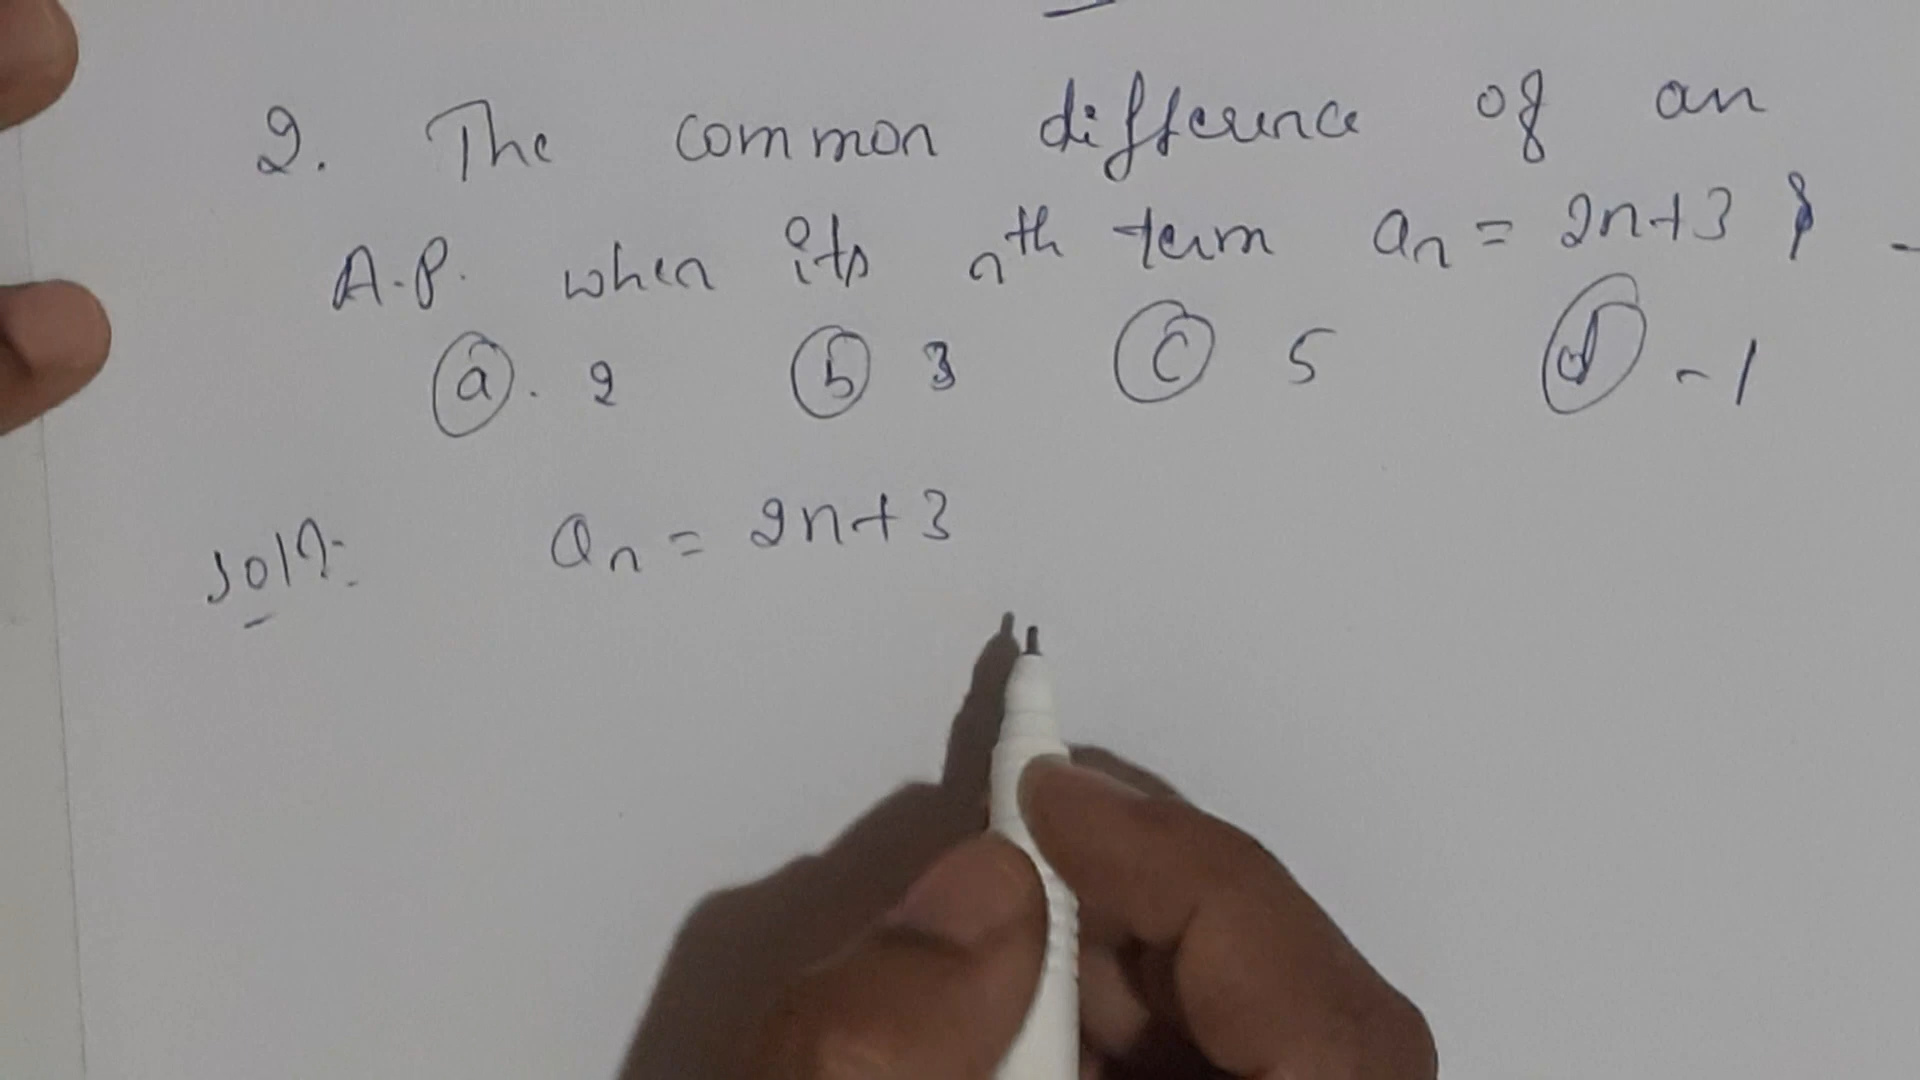 2. The common difference of an
A.P. when its nth term an = 2n+3 is -
(a). 2 (b) 3 (c) 5 (d) -1
Soln:- an = 2n+3